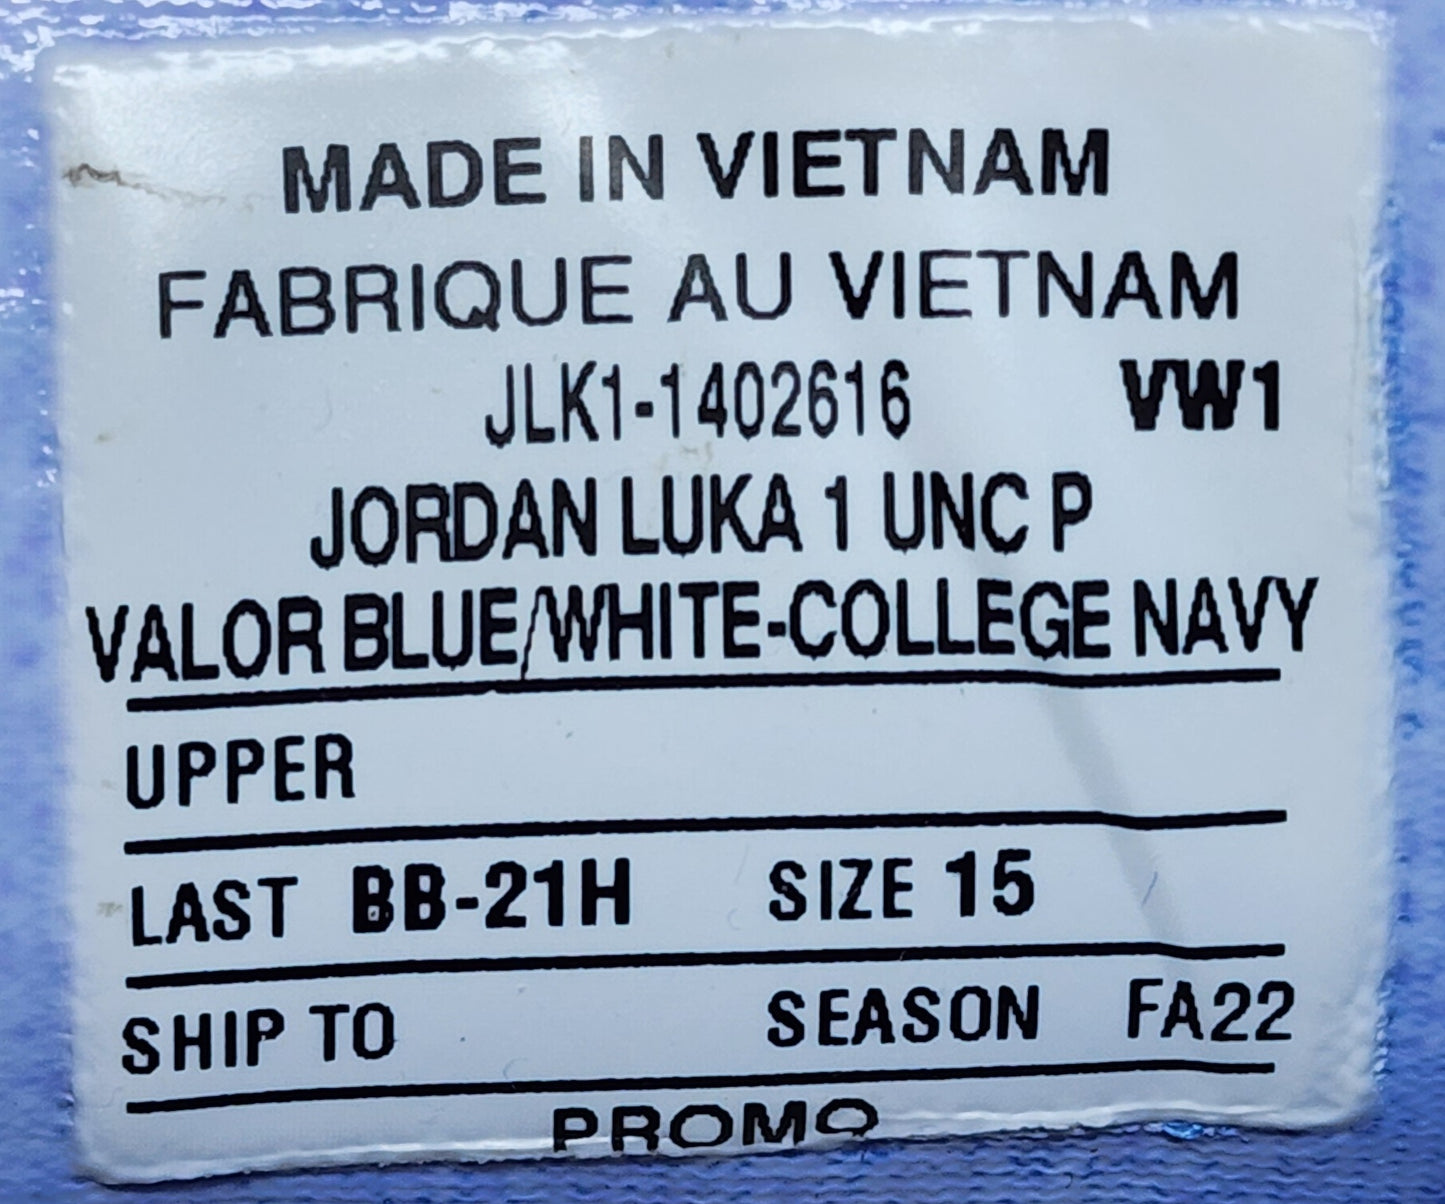 MADE IN VIETNAM
FABRIQUE AU VIETNAM
JLK1-1402616 VW1
JORDAN LUKA 1 UNC P
VALOR BLUE/WHITE-COLLEGE NAVY
UPPER
LAST BB-21H SIZE 15
SHIP TO SEASON FA22
PROMO